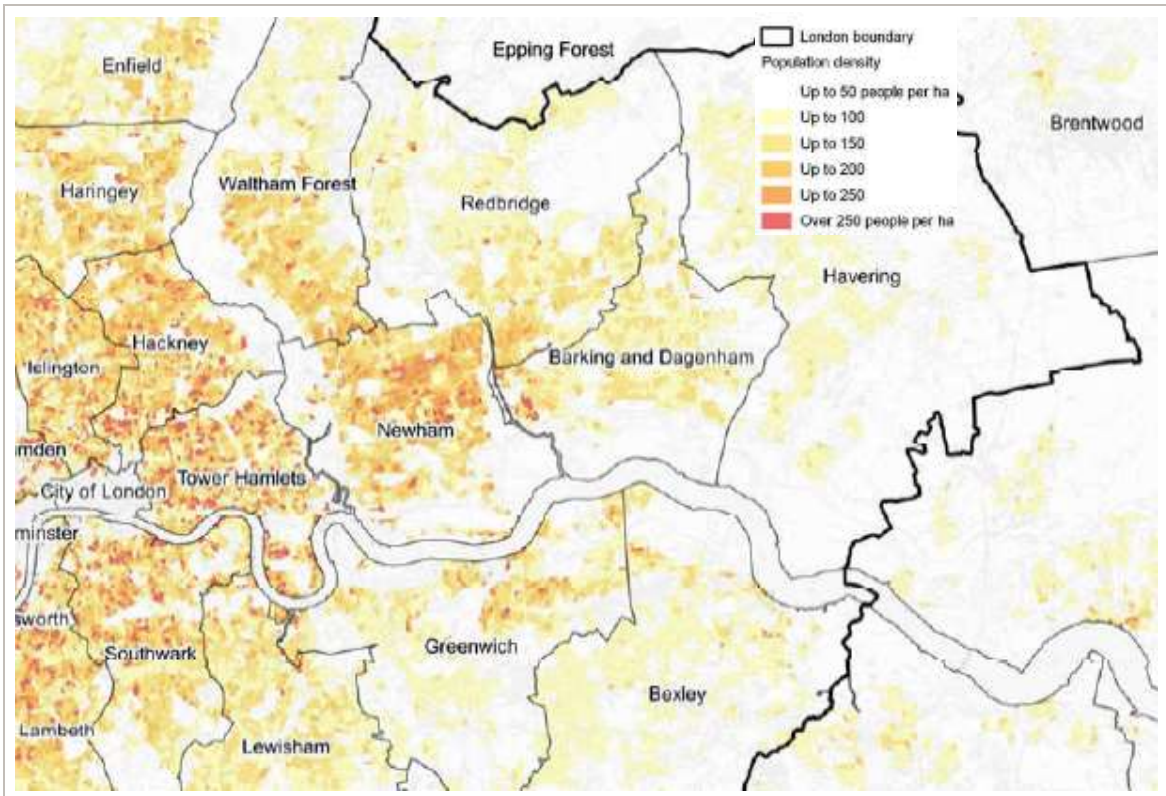 Epping Forest
London boundary
Population density
Up to 50 people per ha
Up to 100
Up to 150
Up to 200
Up to 250
Over 250 people per ha
Enfield
Brentwood
Haringey
Waltham Forest
Redbridge
Havering
Hackney
Islington
Barking and Dagenham
Newham
mden
Tower Hamlets
City of London
minster
sworth
Southwark
Greenwich
Bexley
Lambeth
Lewisham